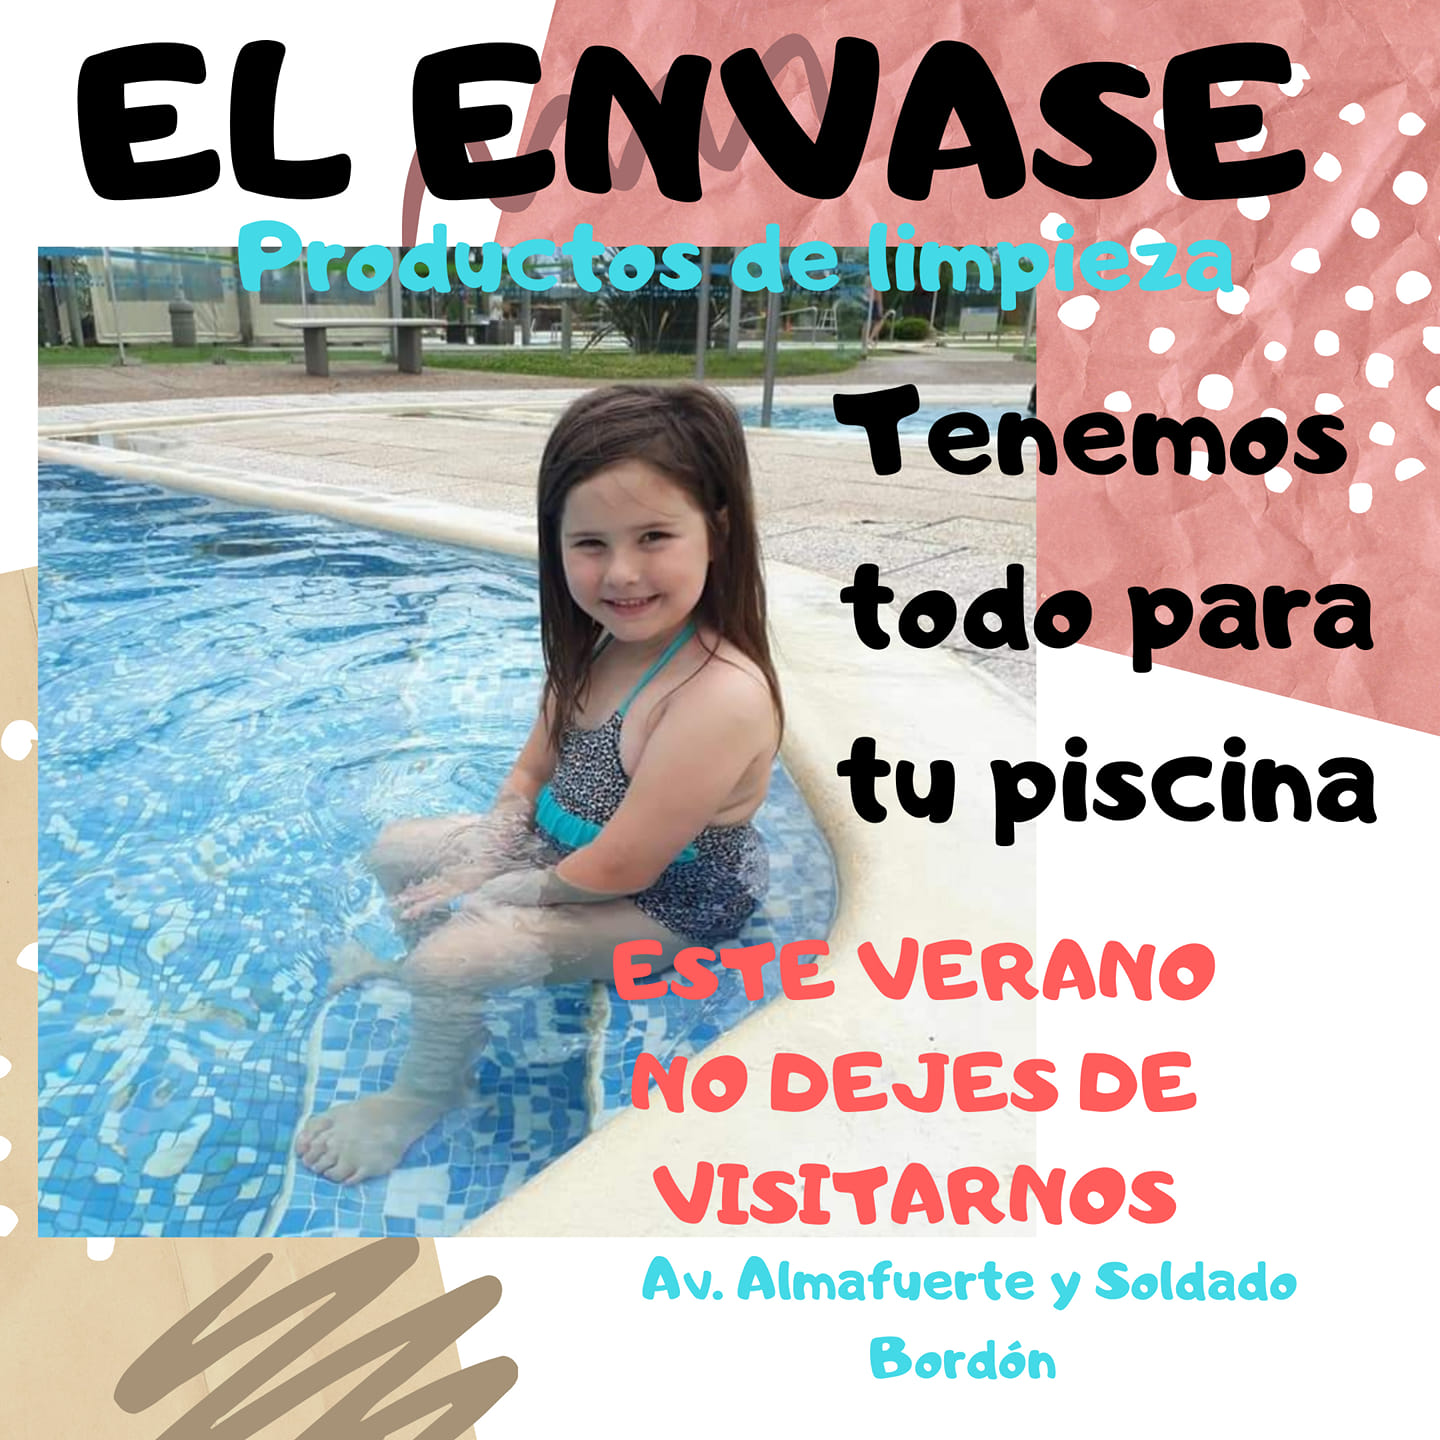 EL ENVASE
Productos de limpieza
Tenemos
todo para
tu piscina
ESTE VERANO
NO DEJES DE
VISITARNOS
Av. Almafuerte y Soldado
Bordón